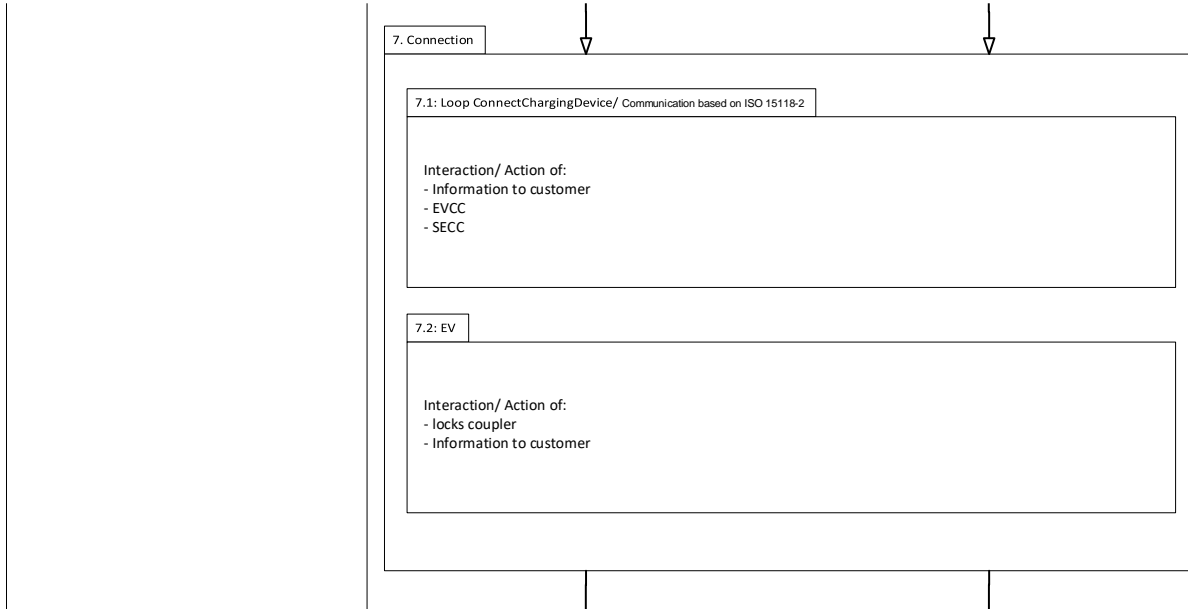 7. Connection
7.1: Loop ConnectChargingDevice/ Communication based on ISO 15118-2
Interaction/ Action of:
- Information to customer
- EVCC
- SECC
7.2: EV
Interaction/ Action of:
- locks coupler
- Information to customer